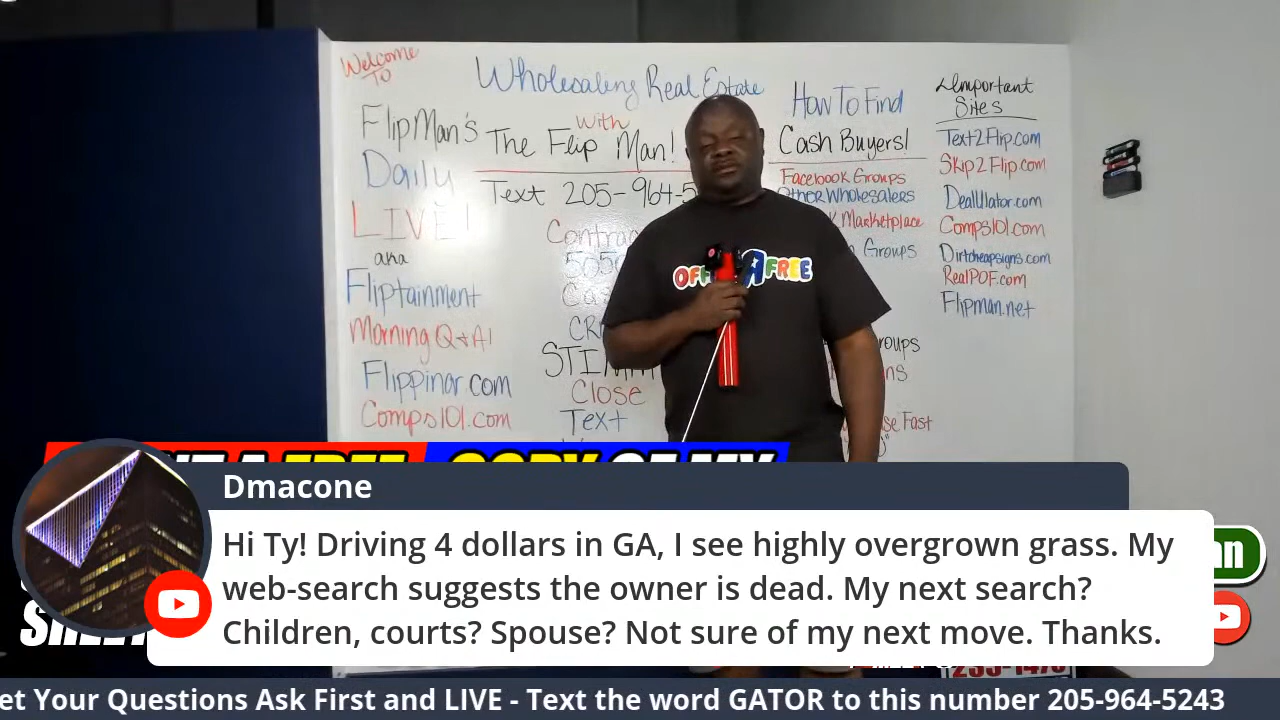 Welcome
To
FlipMan's
Daily
LIVE!
aka
Fliptainment
Morning Q&A!
Flippinar.com
Comps101.com
Wholesaling Real Estate
With
The Flip Man!
Text 205-964-5
5050
Close
Text
How To Find
Cash Buyers!
Facebook Groups
Other Wholesalers
Marketplace
Groups
Fast
Important
Sites
Text2Flip.com
Skip2Flip.com
DealUlator.com
Comps101.com
Dirtcheapsigns.com
RealPOF.com
Flipman.net
FREE
COPY OF MY
Dmacone
Hi Ty! Driving 4 dollars in GA, I see highly overgrown grass. My
web-search suggests the owner is dead. My next search?
Children, courts? Spouse? Not sure of my next move. Thanks.
et Your Questions Ask First and LIVE - Text the word GATOR to this number 205-964-5243